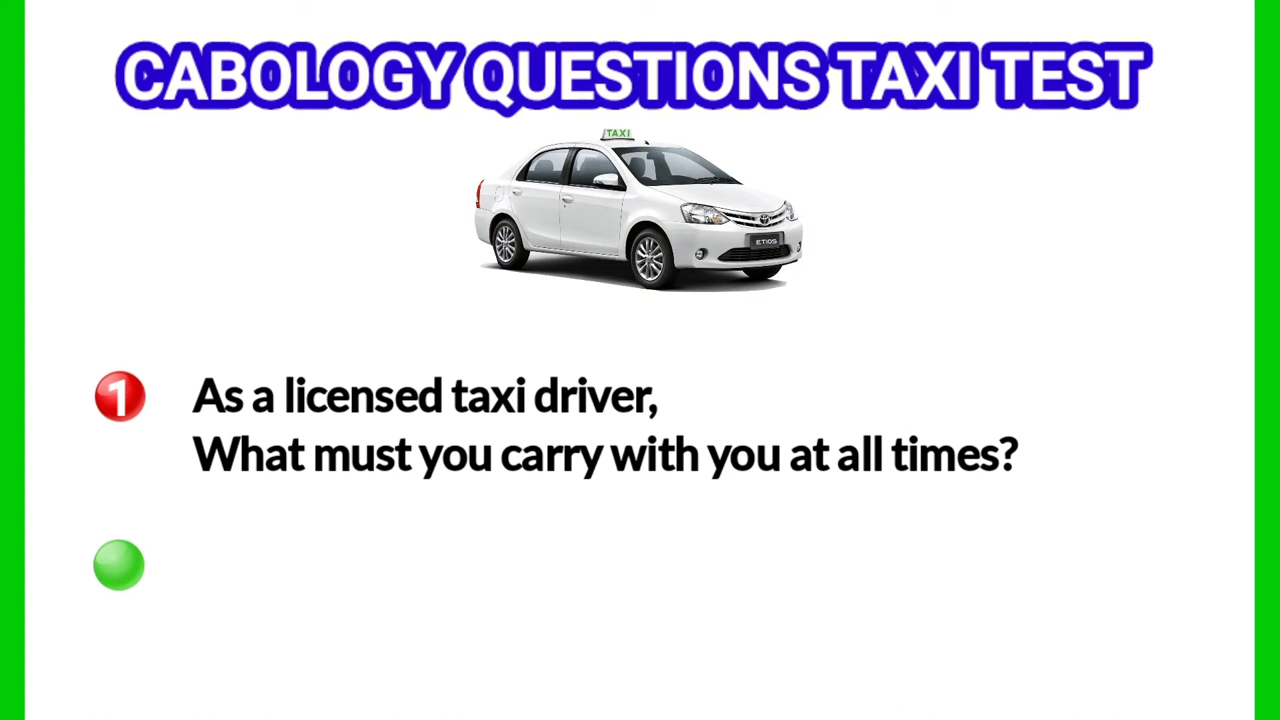 CABOLOGY QUESTIONS TAXI TEST
TAXI
ETIOS
1 As a licensed taxi driver,
What must you carry with you at all times?